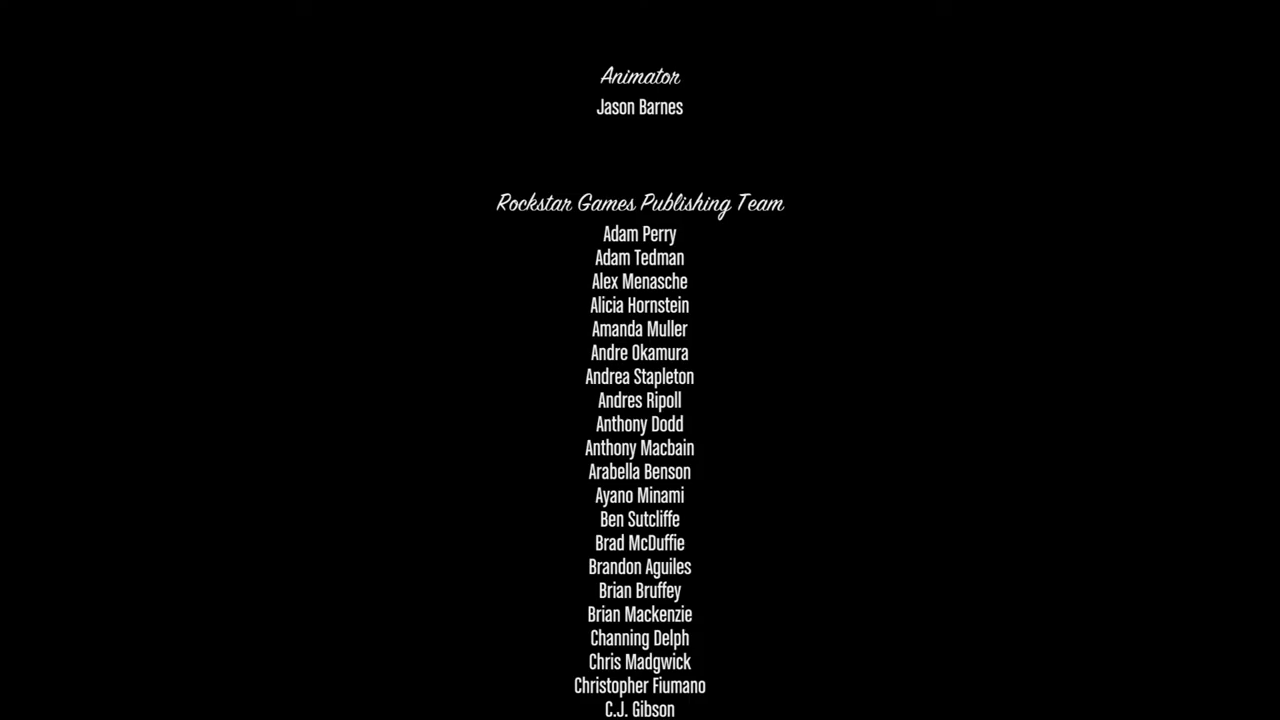 Animator
Jason Barnes
Rockstar Games Publishing Team
Adam Perry
Adam Tedman
Alex Menasche
Alicia Hornstein
Amanda Muller
Andre Okamura
Andrea Stapleton
Andres Ripoll
Anthony Dodd
Anthony Macbain
Arabella Benson
Ayano Minami
Ben Sutcliffe
Brad McDuffie
Brandon Aguiles
Brian Bruffey
Brian Mackenzie
Channing Delph
Chris Madgwick
Christopher Fiumano
C.J. Gibson